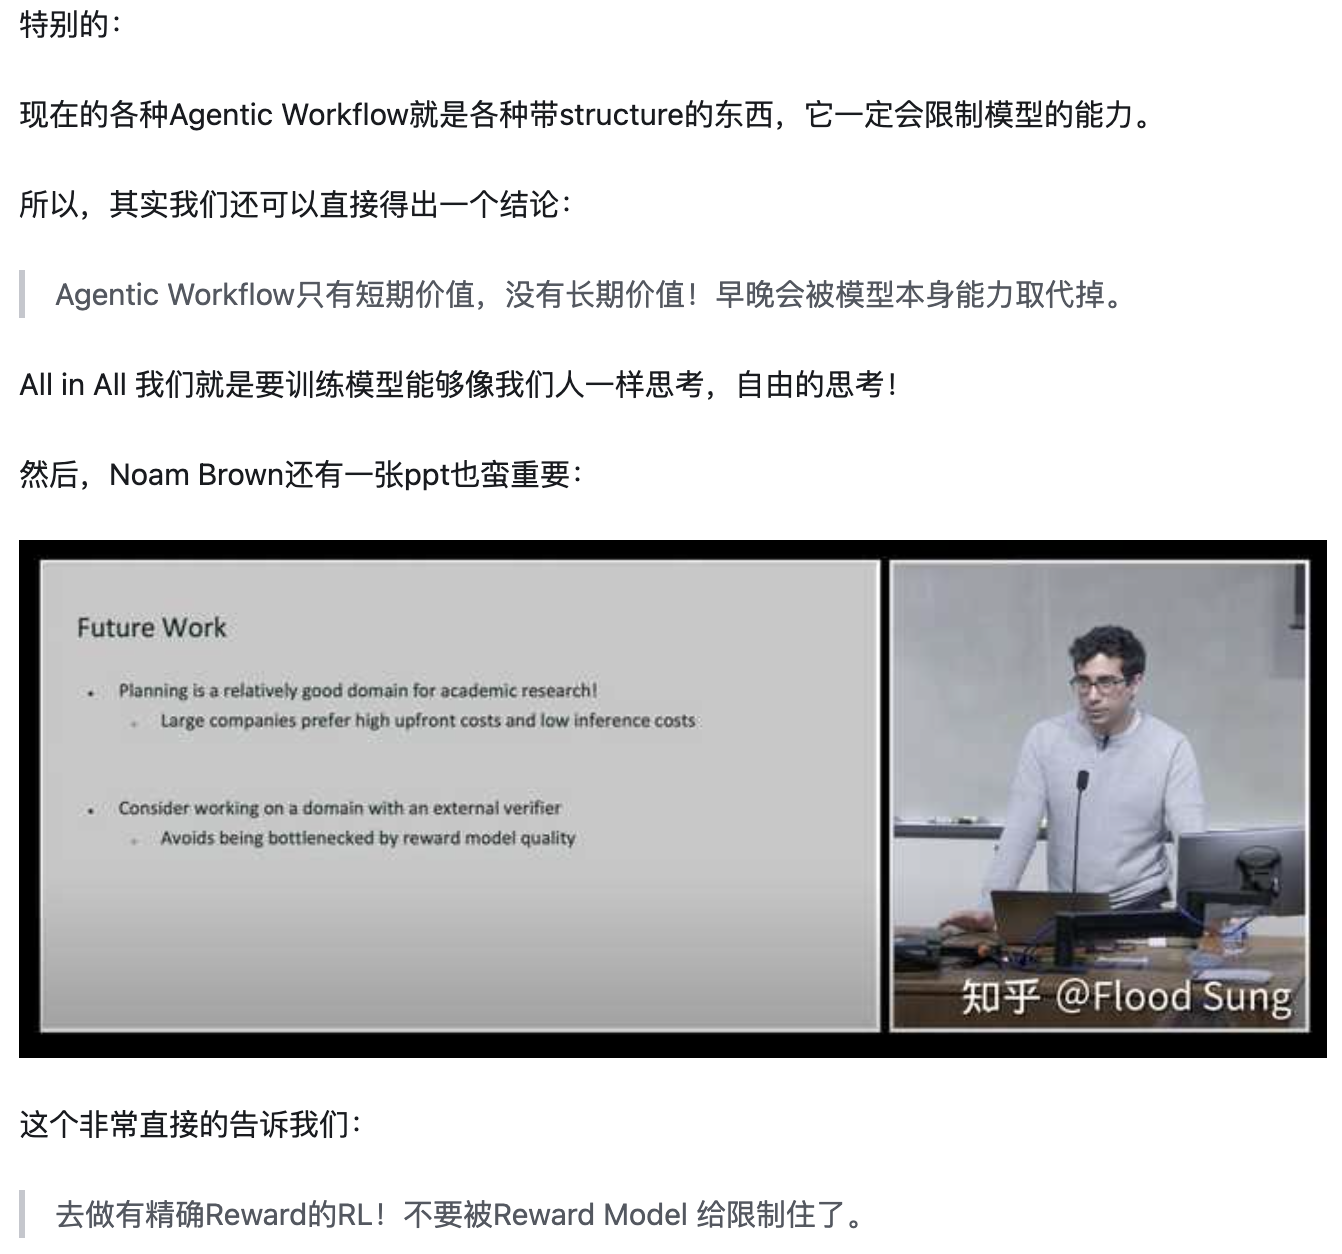 特别的：
现在的各种Agentic Workflow就是各种带structure的东西，它一定会限制模型的能力。
所以，其实我们还可以直接得出一个结论：
Agentic Workflow只有短期价值，没有长期价值！早晚会被模型本身能力取代掉。
All in All 我们就是要训练模型能够像我们人一样思考，自由的思考！
然后，Noam Brown还有一张ppt也蛮重要：
Future Work
• Planning is a relatively good domain for academic research!
• Large companies prefer high upfront costs and low inference costs
• Consider working on a domain with an external verifier
• Avoids being bottlenecked by reward model quality
知乎 @Flood Sung
这个非常直接的告诉我们：
去做有精确Reward的RL！不要被Reward Model 给限制住了。